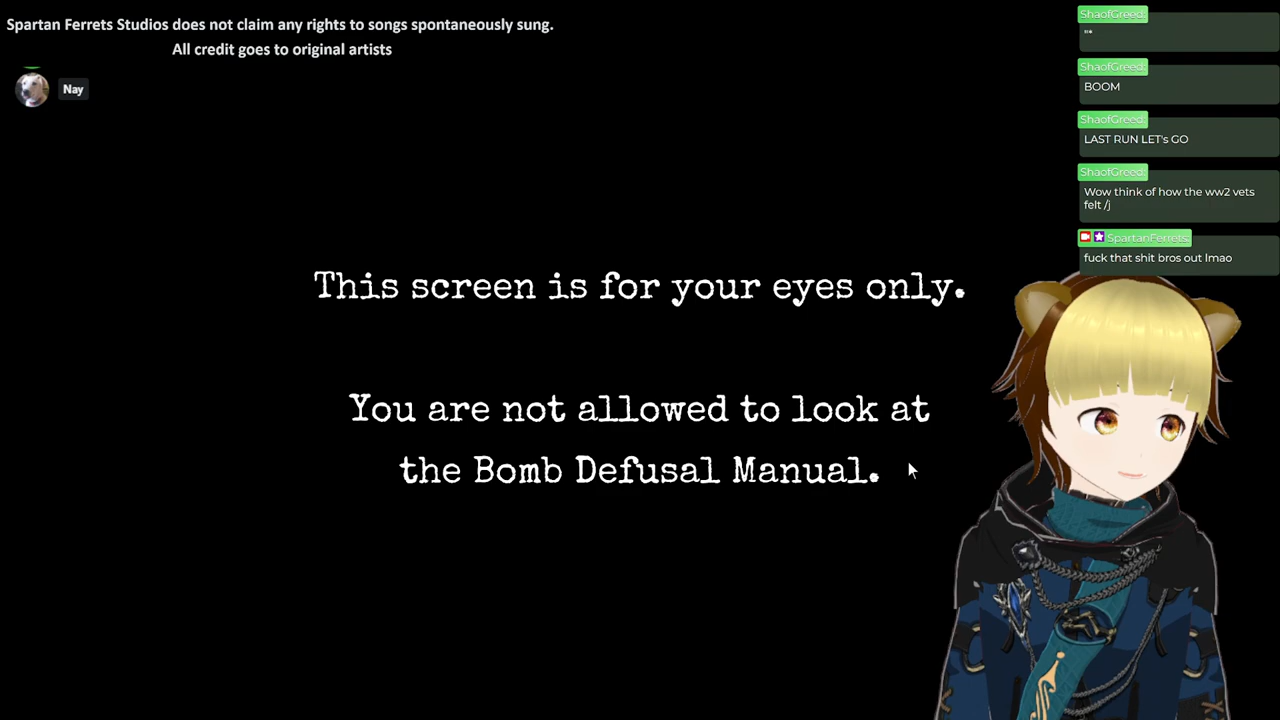 Spartan Ferrets Studios does not claim any rights to songs spontaneously sung.
All credit goes to original artists
Nay
This screen is for your eyes only.
You are not allowed to look at
the Bomb Defusal Manual.
ShaofGreed:
"*
ShaofGreed:
BOOM
ShaofGreed:
LAST RUN LET's GO
ShaofGreed:
Wow think of how the ww2 vets
felt /j
SpartanFerrets:
fuck that shit bros out lmao